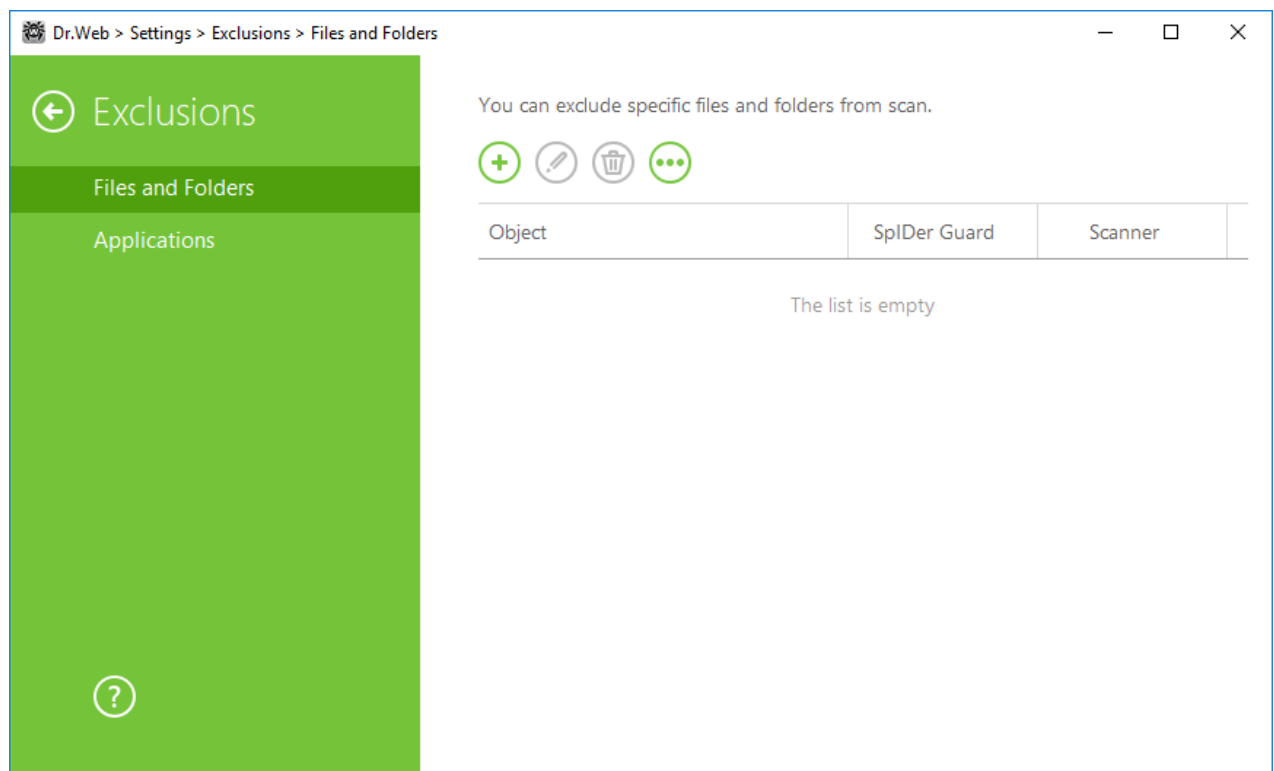 Dr.Web > Settings > Exclusions > Files and Folders
Exclusions
Files and Folders
Applications
You can exclude specific files and folders from scan.
Object SpIDer Guard Scanner
The list is empty
?